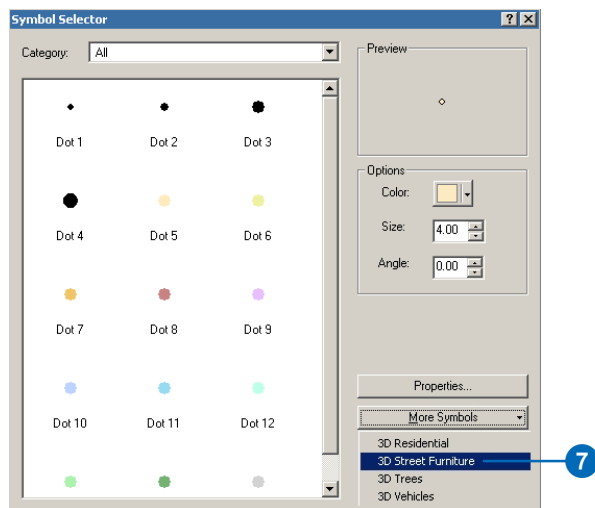 Symbol Selector
Category: All
Dot 1 Dot 2 Dot 3
Dot 4 Dot 5 Dot 6
Dot 7 Dot 8 Dot 9
Dot 10 Dot 11 Dot 12
Preview
Options
Color:
Size: 4.00
Angle: 0.00
Properties...
More Symbols
3D Residential
3D Street Furniture
3D Trees
3D Vehicles
7